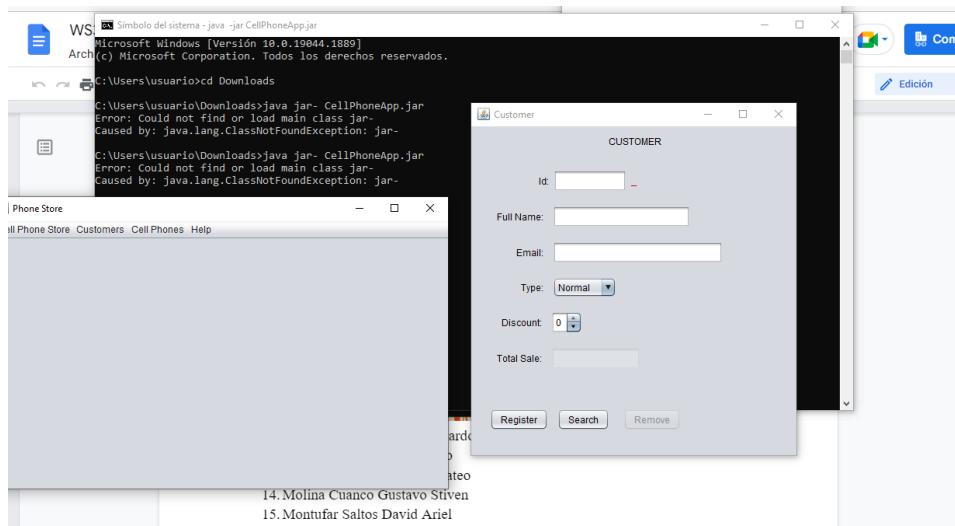 WS
Símbolo del sistema - java -jar CellPhoneApp.jar
Arch
Microsoft Windows [Versión 10.0.19044.1889]
(c) Microsoft Corporation. Todos los derechos reservados.
C:\Users\usuario>cd Downloads
C:\Users\usuario\Downloads>java jar- CellPhoneApp.jar
Error: Could not find or load main class jar-
Caused by: java.lang.ClassNotFoundException: jar-
C:\Users\usuario\Downloads>java jar- CellPhoneApp.jar
Error: Could not find or load main class jar-
Caused by: java.lang.ClassNotFoundException: jar-
Com
Edición
Customer
CUSTOMER
Id:
_
Full Name:
Email:
Type: Normal
Discount: 0
Total Sale:
Register Search Remove
Phone Store
ll Phone Store Customers Cell Phones Help
ardo
o
ateo
14. Molina Cuanco Gustavo Stiven
15. Montufar Saltos David Ariel